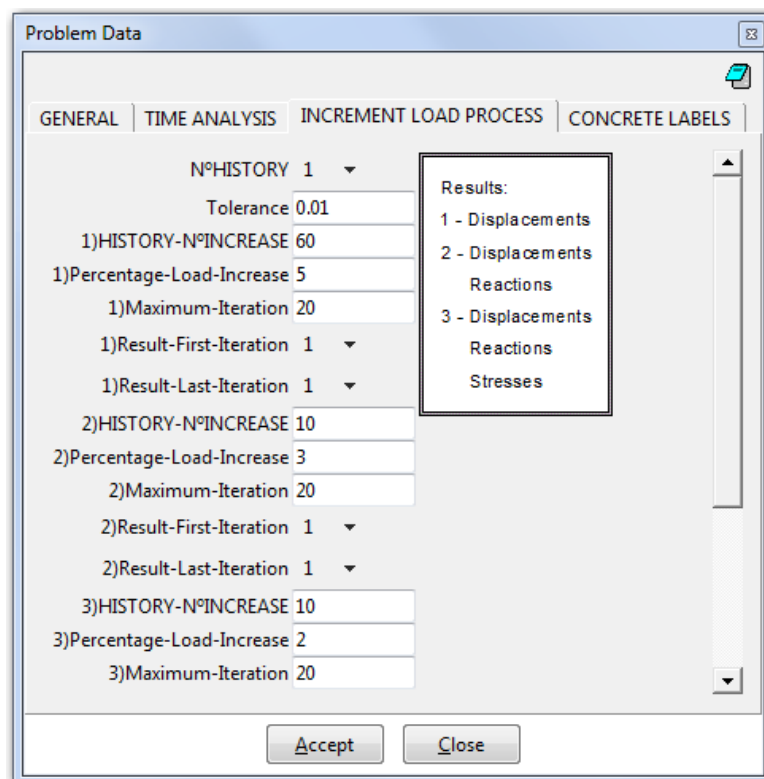 Problem Data
GENERAL
TIME ANALYSIS
INCREMENT LOAD PROCESS
CONCRETE LABELS
NºHISTORY 1
Tolerance 0.01
1)HISTORY-NºINCREASE 60
1)Percentage-Load-Increase 5
1)Maximum-Iteration 20
1)Result-First-Iteration 1
1)Result-Last-Iteration 1
2)HISTORY-NºINCREASE 10
2)Percentage-Load-Increase 3
2)Maximum-Iteration 20
2)Result-First-Iteration 1
2)Result-Last-Iteration 1
3)HISTORY-NºINCREASE 10
3)Percentage-Load-Increase 2
3)Maximum-Iteration 20
Results:
1 - Displacements
2 - Displacements
Reactions
3 - Displacements
Reactions
Stresses
Accept
Close